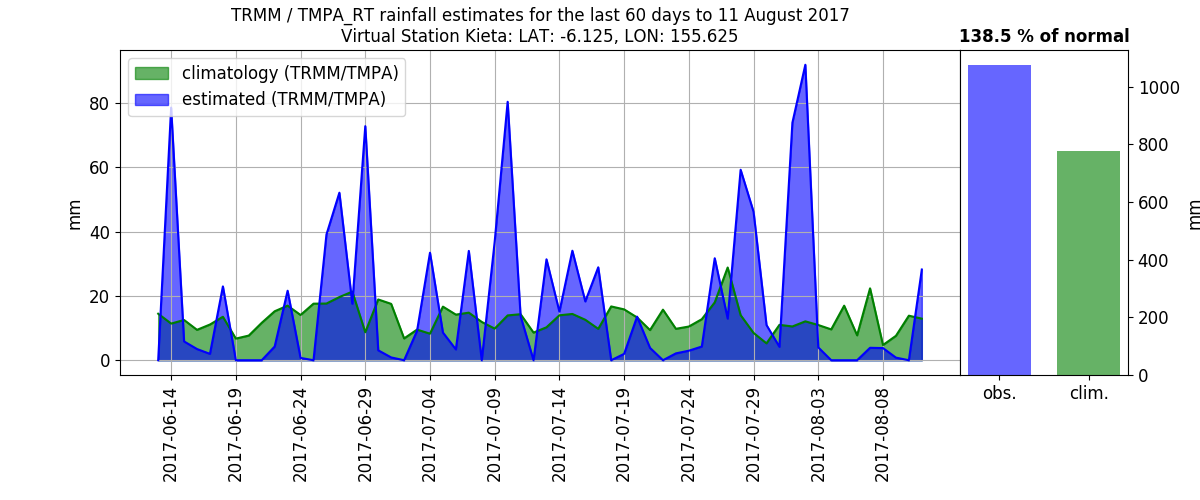 TRMM / TMPA_RT rainfall estimates for the last 60 days to 11 August 2017
Virtual Station Kieta: LAT: -6.125, LON: 155.625
138.5 % of normal
climatology (TRMM/TMPA)
estimated (TRMM/TMPA)
mm
80
60
40
20
0
2017-06-14
2017-06-19
2017-06-24
2017-06-29
2017-07-04
2017-07-09
2017-07-14
2017-07-19
2017-07-24
2017-07-29
2017-08-03
2017-08-08
obs.
clim.
1000
800
600
400
200
0
mm